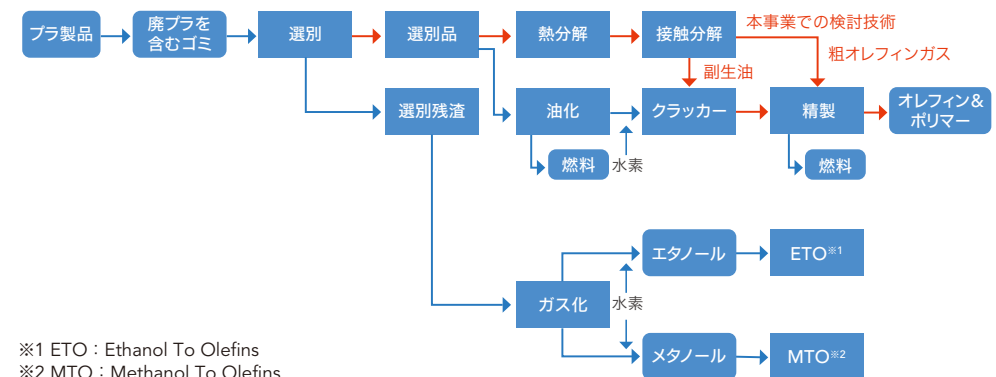 プラ製品
廃プラを
含むゴミ
選別
選別品
熱分解
接触分解
本事業での検討技術
粗オレフィンガス
副生油
選別残渣
油化
クラッカー
精製
オレフィン&
ポリマー
燃料
水素
燃料
エタノール
ETO※1
ガス化
水素
メタノール
MTO※2
※1 ETO：Ethanol To Olefins
※2 MTO：Methanol To Olefins